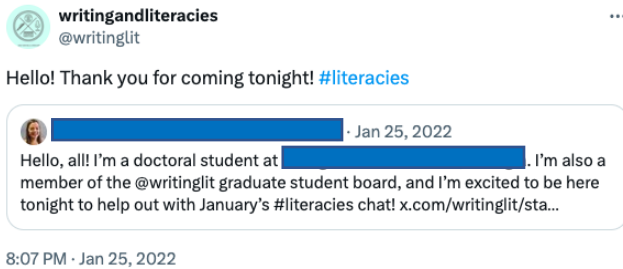 writingandliteracies
@writinglit
Hello! Thank you for coming tonight! #literacies
· Jan 25, 2022
Hello, all! I’m a doctoral student at . I’m also a
member of the @writinglit graduate student board, and I’m excited to be here
tonight to help out with January’s #literacies chat! x.com/writinglit/sta...
8:07 PM · Jan 25, 2022